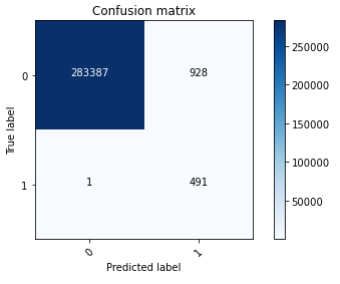 Confusion matrix
250000
0 283387 928
200000
True label
150000
100000
1 1 491
50000
0 1
Predicted label